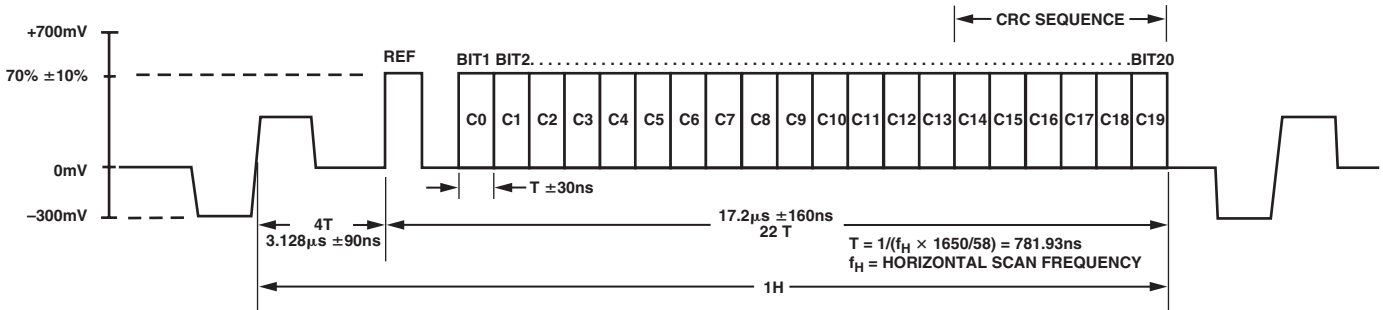 CRC SEQUENCE
+700mV
REF
BIT1 BIT2. . . . . . . . . . . . . . . . . . . . . . . . . . . . . . . . . . . . . . . . . . . . . . . . . . . . . . . . .BIT20
70% ±10%
C0 C1 C2 C3 C4 C5 C6 C7 C8 C9 C10 C11 C12 C13 C14 C15 C16 C17 C18 C19
0mV
T ±30ns
–300mV
4T
3.128μs ±90ns
17.2μs ±160ns
22 T
T = 1/(fH × 1650/58) = 781.93ns
fH = HORIZONTAL SCAN FREQUENCY
1H